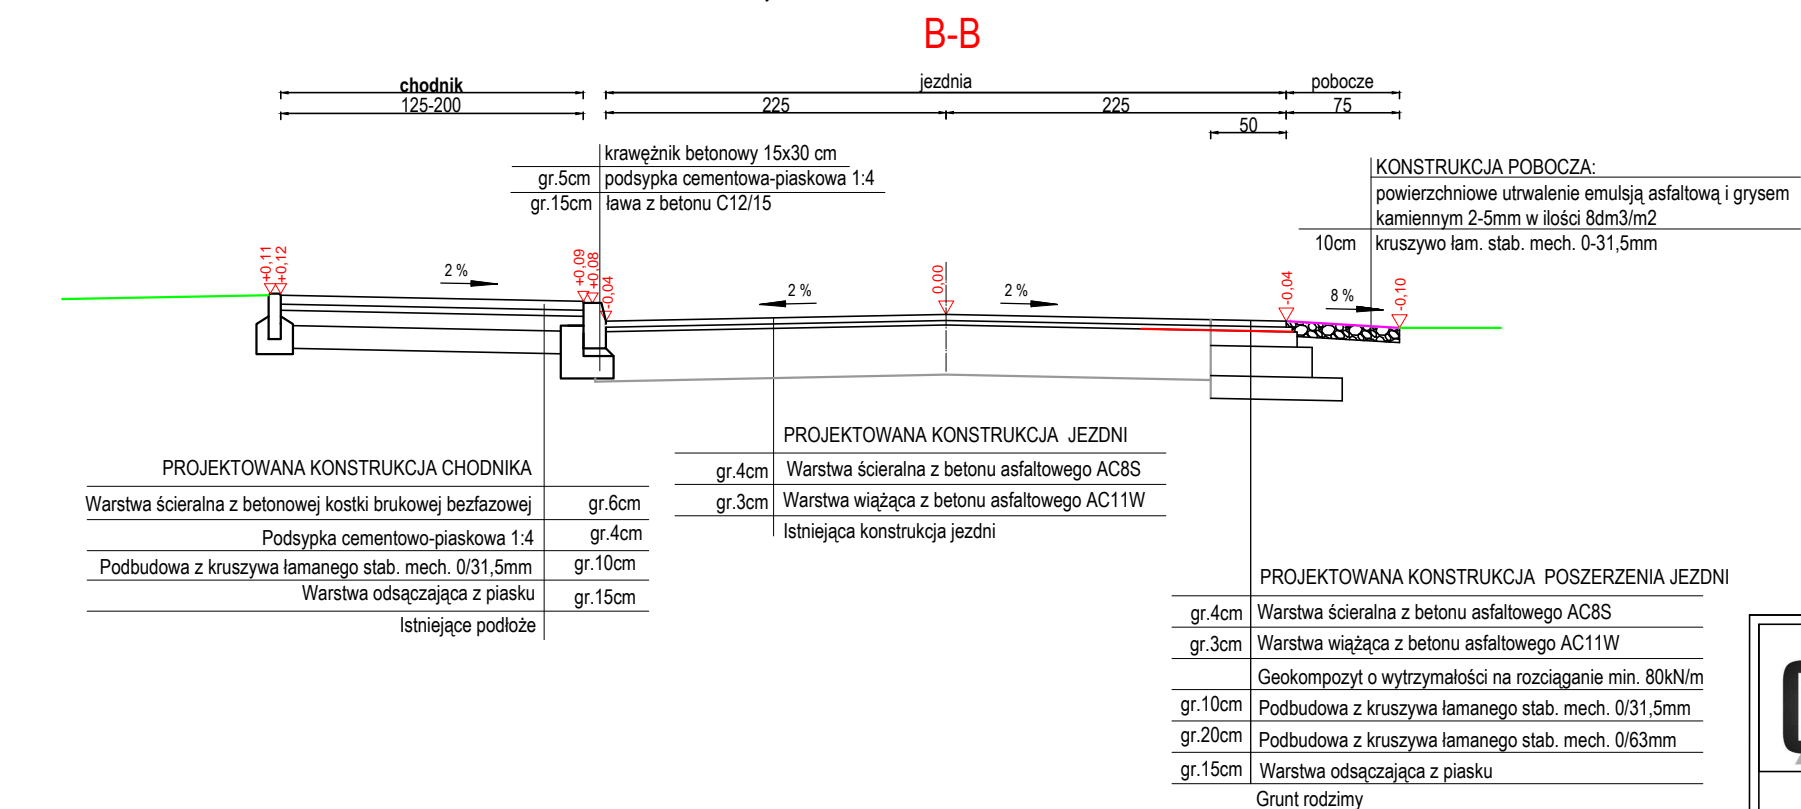 B-B
chodnik
jezdnia
pobocze
125-200
225
225
75
50
krawężnik betonowy 15x30 cm
gr.5cm podsypka cementowa-piaskowa 1:4
gr.15cm ława z betonu C12/15
KONSTRUKCJA POBOCZA:
powierzchniowe utrwalenie emulsją asfaltową i grysem
kamiennym 2-5mm w ilości 8dm3/m2
10cm kruszywo łam. stab. mech. 0-31,5mm
+0,11
+0,12
2 %
+0,09
+0,08
-0,04
2 %
0,00
2 %
-0,04
8 %
-0,10
PROJEKTOWANA KONSTRUKCJA CHODNIKA
Warstwa ścieralna z betonowej kostki brukowej bezfazowej gr.6cm
Podsypka cementowo-piaskowa 1:4 gr.4cm
Podbudowa z kruszywa łamanego stab. mech. 0/31,5mm gr.10cm
Warstwa odsączająca z piasku gr.15cm
Istniejące podłoże
PROJEKTOWANA KONSTRUKCJA JEZDNI
gr.4cm Warstwa ścieralna z betonu asfaltowego AC8S
gr.3cm Warstwa wiążąca z betonu asfaltowego AC11W
Istniejąca konstrukcja jezdni
PROJEKTOWANA KONSTRUKCJA POSZERZENIA JEZDNI
gr.4cm Warstwa ścieralna z betonu asfaltowego AC8S
gr.3cm Warstwa wiążąca z betonu asfaltowego AC11W
Geokompozyt o wytrzymałości na rozciąganie min. 80kN/m
gr.10cm Podbudowa z kruszywa łamanego stab. mech. 0/31,5mm
gr.20cm Podbudowa z kruszywa łamanego stab. mech. 0/63mm
gr.15cm Warstwa odsączająca z piasku
Grunt rodzimy